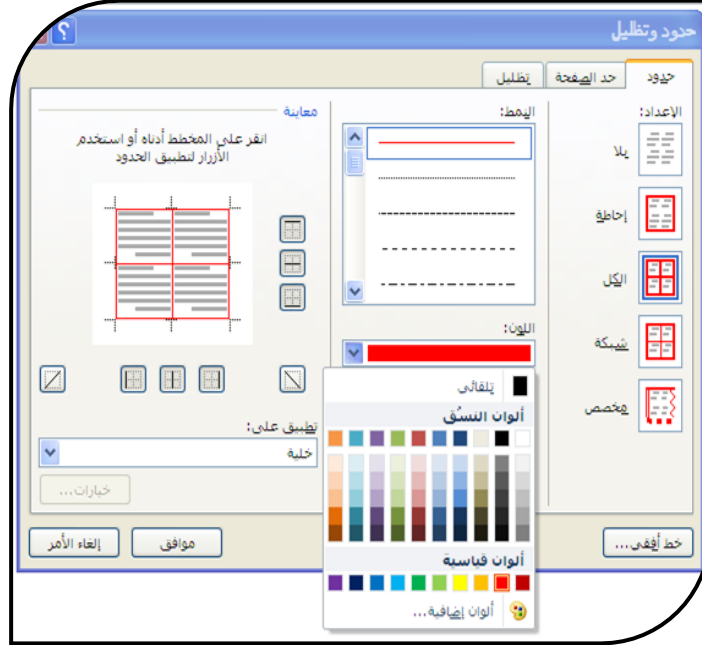 حدود وتظليل
حدود
حد الصفحة
تظليل
الإعداد:
بلا
إحاطة
الكل
شبكة
مخصص
النمط:
اللون:
تلقائي
ألوان النسُق
ألوان قياسية
ألوان إضافية...
معاينة
انقر على المخطط أدناه أو استخدم
الأزرار لتطبيق الحدود
تطبيق على:
خلية
خيارات...
خط أفقي...
موافق
إلغاء الأمر